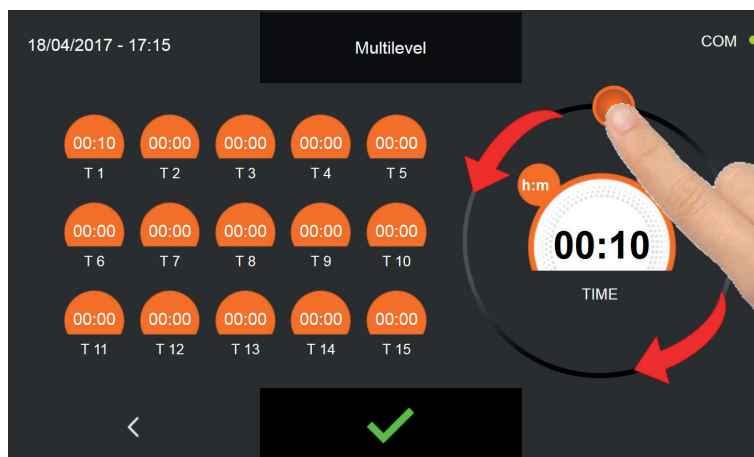 18/04/2017 - 17:15
Multilevel
COM
00:10 00:00 00:00 00:00 00:00
T 1 T 2 T 3 T 4 T 5
00:00 00:00 00:00 00:00 00:00
T 6 T 7 T 8 T 9 T 10
00:00 00:00 00:00 00:00 00:00
T 11 T 12 T 13 T 14 T 15
h:m
00:10
TIME